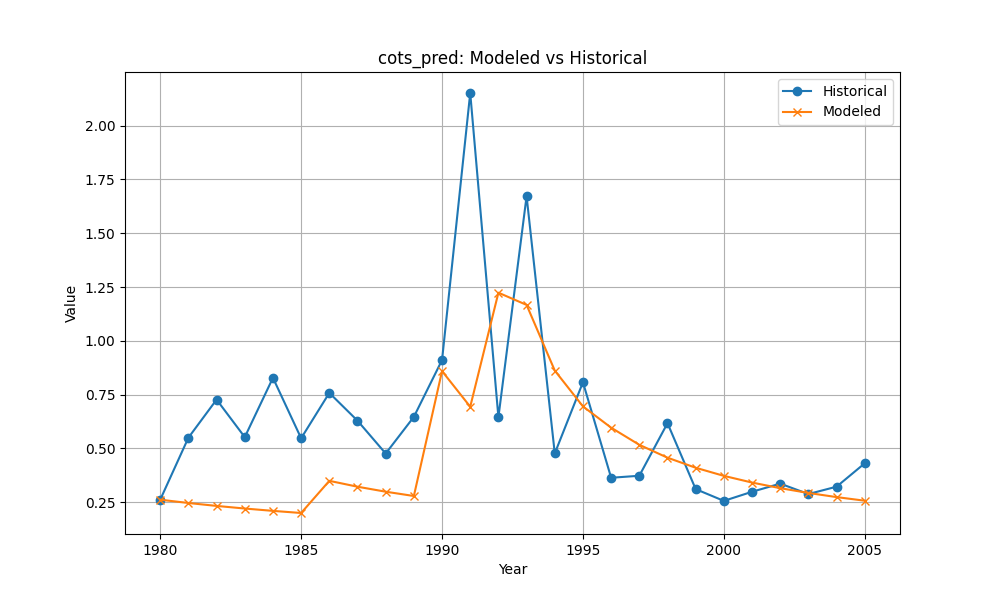 cots_pred: Modeled vs Historical
Historical
Modeled
Value
2.00
1.75
1.50
1.25
1.00
0.75
0.50
0.25
1980 1985 1990 1995 2000 2005
Year